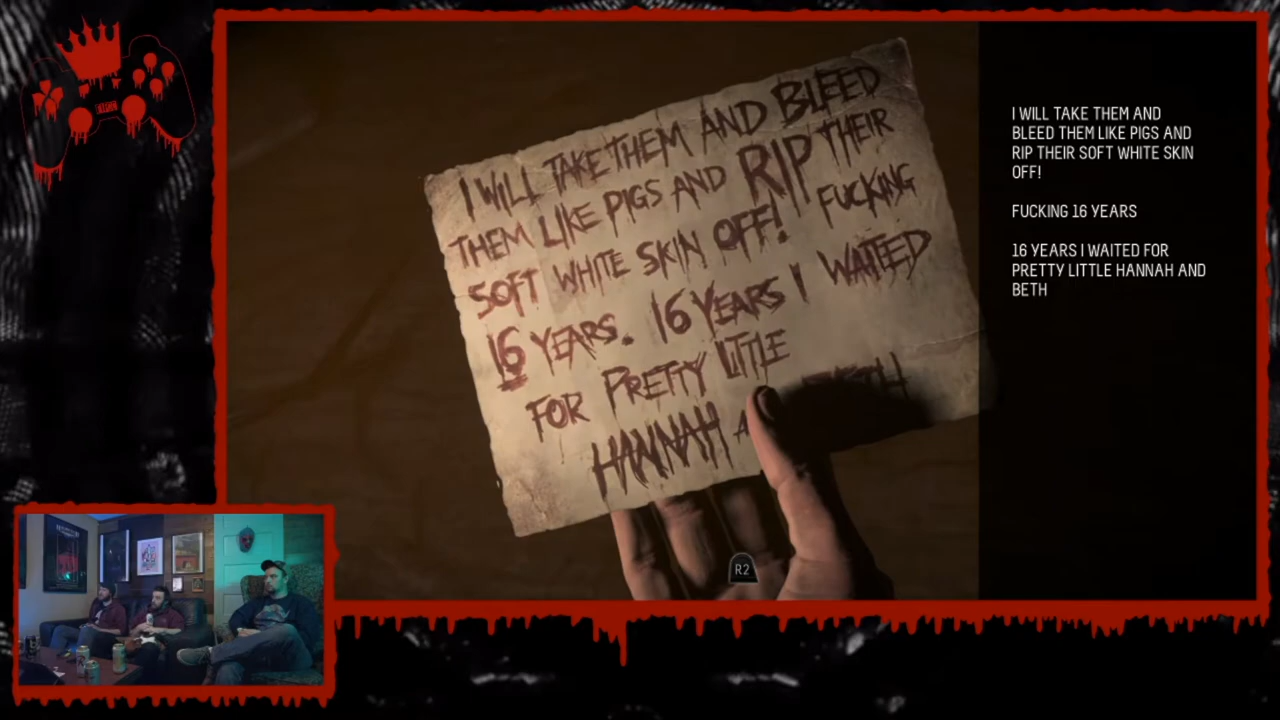 I WILL TAKE THEM AND BLEED
THEM LIKE PIGS AND RIP THEIR
SOFT WHITE SKIN OFF! FUCKING
16 YEARS. 16 YEARS I WAITED
FOR PRETTY LITTLE
HANNAH
I WILL TAKE THEM AND
BLEED THEM LIKE PIGS AND
RIP THEIR SOFT WHITE SKIN
OFF!
FUCKING 16 YEARS
16 YEARS I WAITED FOR
PRETTY LITTLE HANNAH AND
BETH
R2